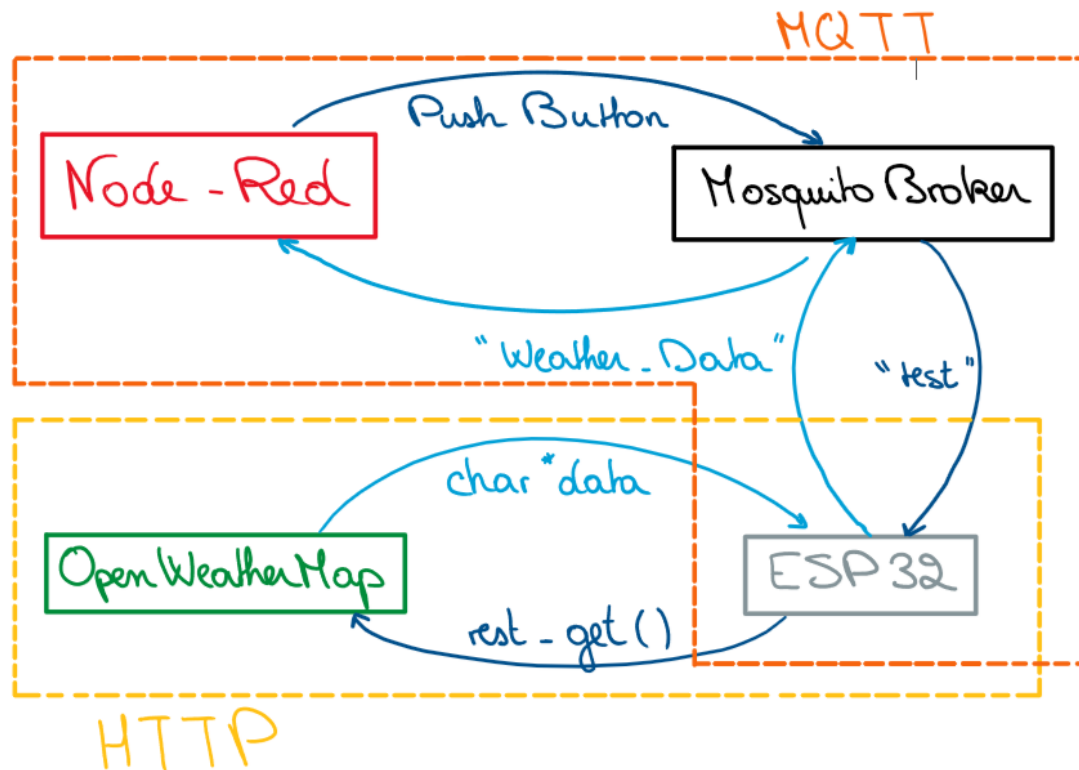 MQTT
Push Button
Node-Red
Mosquito Broker
"Weather_Data"
"test"
char *data
OpenWeatherMap
ESP32
rest_get()
HTTP